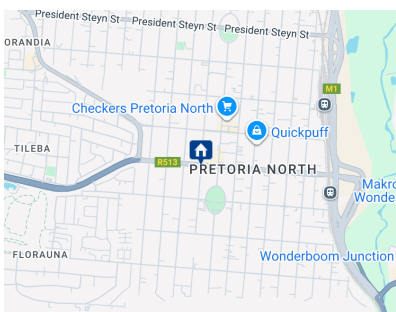 President Steyn St
President Steyn St
President Steyn St
ORANDIA
M1
Checkers Pretoria North
Quickpuff
TILEBA
R513
PRETORIA NORTH
Makro
Wonde
FLORAUNA
Wonderboom Junction